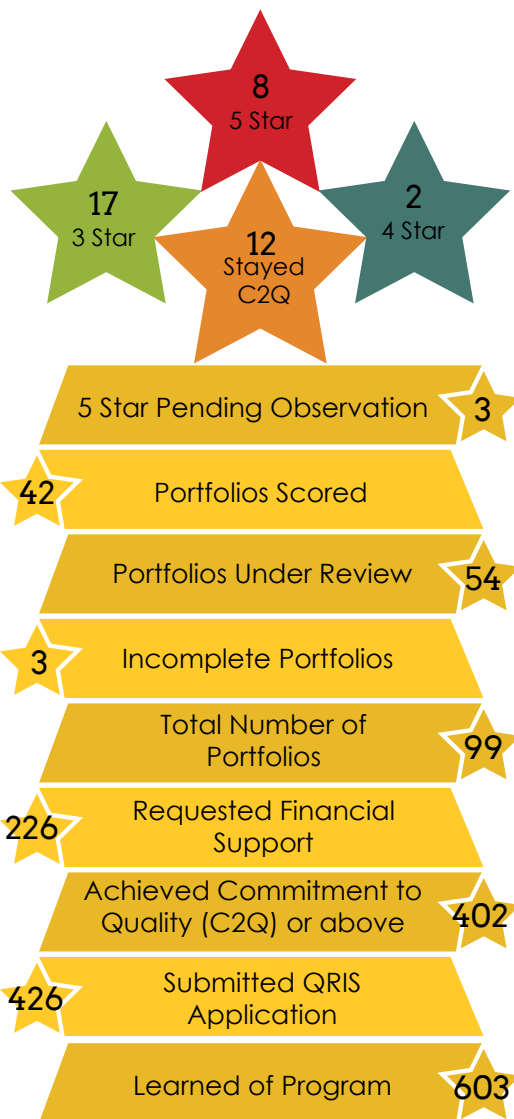 8
5 Star
17
3 Star
2
4 Star
12
Stayed
C2Q
5 Star Pending Observation
3
42
Portfolios Scored
Portfolios Under Review
54
3
Incomplete Portfolios
Total Number of
Portfolios
99
226
Requested Financial
Support
Achieved Commitment to
Quality (C2Q) or above
402
426
Submitted QRIS
Application
Learned of Program
603